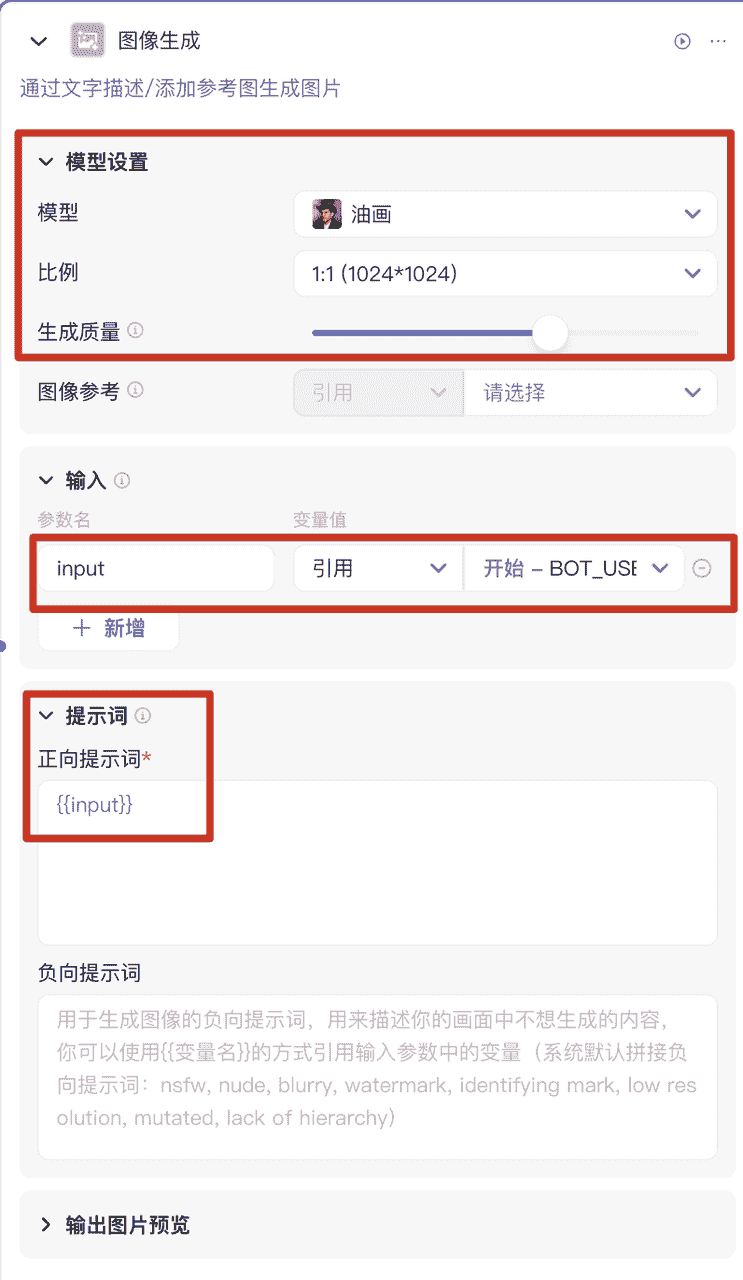 图像生成
通过文字描述/添加参考图生成图片
模型设置
模型 油画
比例 1:1 (1024*1024)
生成质量
图像参考 引用 请选择
输入
参数名 变量值
input 引用 开始 – BOT_USE
+ 新增
提示词
正向提示词*
{{input}}
负向提示词
用于生成图像的负向提示词，用来描述你的画面中不想生成的内容，
你可以使用{{变量名}}的方式引用输入参数中的变量（系统默认拼接负
向提示词：nsfw, nude, blurry, watermark, identifying mark, low res
olution, mutated, lack of hierarchy）
输出图片预览